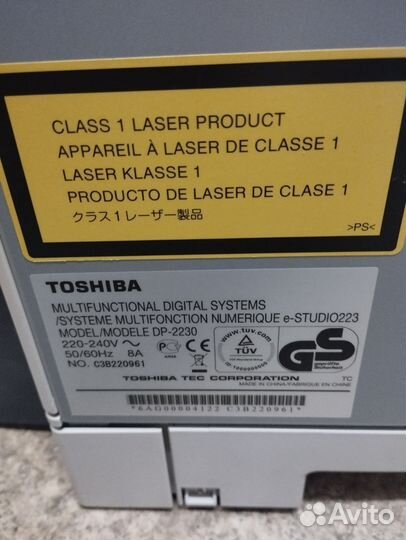 CLASS 1 LASER PRODUCT
APPAREIL À LASER DE CLASSE 1
LASER KLASSE 1
PRODUCTO DE LASER DE CLASE 1
クラス1レーザー製品
>PS<
TOSHIBA
MULTIFUNCTIONAL DIGITAL SYSTEMS
/SYSTEME MULTIFONCTION NUMERIQUE e-STUDIO223
MODEL/MODELE DP-2230
220-240V
50/60Hz 8A
NO. C3B220961
www.tuv.com
TÜV
GS
geprüfte
Sicherheit
TOSHIBA TEC CORPORATION
TC
MADE IN CHINA/FABRIQUE EN CHINE
*6AG00004122 C3B220961*
Avito